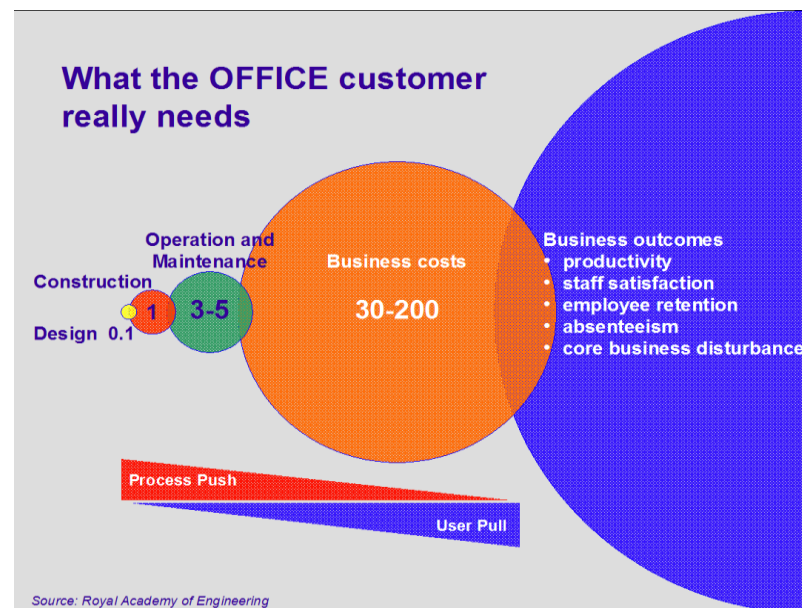 What the OFFICE customer
really needs
Operation and
Maintenance
Construction
1
3-5
Design 0.1
Business costs
30-200
Business outcomes
• productivity
• staff satisfaction
• employee retention
• absenteeism
• core business disturbance
Process Push
User Pull
Source: Royal Academy of Engineering